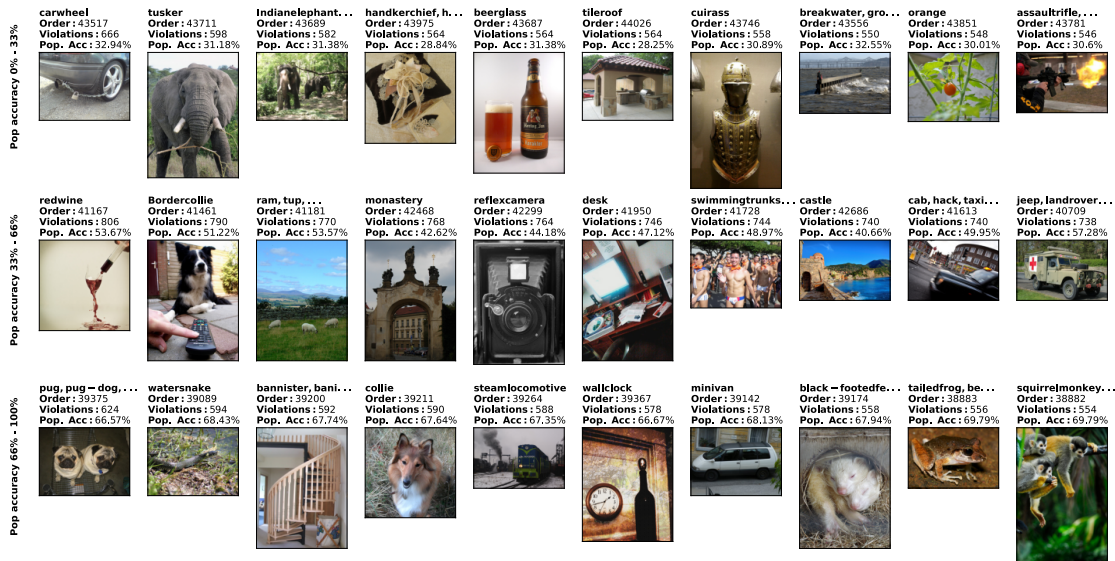 Pop accuracy 0% - 33%
carwheel
Order: 43517
Violations: 666
Pop. Acc: 32.94%
tusker
Order: 43711
Violations: 598
Pop. Acc: 31.18%
Indianelephant...
Order: 43689
Violations: 582
Pop. Acc: 31.38%
handkerchief, h...
Order: 43975
Violations: 564
Pop. Acc: 28.84%
beerglass
Order: 43687
Violations: 564
Pop. Acc: 31.38%
tileroof
Order: 44026
Violations: 564
Pop. Acc: 28.25%
cuirass
Order: 43746
Violations: 558
Pop. Acc: 30.89%
breakwater, gro...
Order: 43556
Violations: 550
Pop. Acc: 32.55%
orange
Order: 43851
Violations: 548
Pop. Acc: 30.01%
assaultrifle, ...
Order: 43781
Violations: 546
Pop. Acc: 30.6%
Pop accuracy 33% - 66%
redwine
Order: 41167
Violations: 806
Pop. Acc: 53.67%
Bordercollie
Order: 41461
Violations: 790
Pop. Acc: 51.22%
ram, tup, ...
Order: 41181
Violations: 770
Pop. Acc: 53.57%
monastery
Order: 42468
Violations: 768
Pop. Acc: 42.62%
reflexcamera
Order: 42299
Violations: 764
Pop. Acc: 44.18%
desk
Order: 41950
Violations: 746
Pop. Acc: 47.12%
swimmingtrunks...
Order: 41728
Violations: 744
Pop. Acc: 48.97%
castle
Order: 42686
Violations: 740
Pop. Acc: 40.66%
cab, hack, taxi...
Order: 41613
Violations: 740
Pop. Acc: 49.95%
jeep, landrover...
Order: 40709
Violations: 738
Pop. Acc: 57.28%
Pop accuracy 66% - 100%
pug, pug−dog, ...
Order: 39375
Violations: 624
Pop. Acc: 66.57%
watersnake
Order: 39089
Violations: 594
Pop. Acc: 68.43%
bannister, bani...
Order: 39200
Violations: 592
Pop. Acc: 67.74%
collie
Order: 39211
Violations: 590
Pop. Acc: 67.64%
steamlocomotive
Order: 39264
Violations: 588
Pop. Acc: 67.35%
wallclock
Order: 39367
Violations: 578
Pop. Acc: 66.67%
minivan
Order: 39142
Violations: 578
Pop. Acc: 68.13%
black−footedfe...
Order: 39174
Violations: 558
Pop. Acc: 67.94%
tailedfrog, be...
Order: 38883
Violations: 556
Pop. Acc: 69.79%
squirrelmonkey...
Order: 38882
Violations: 554
Pop. Acc: 69.79%